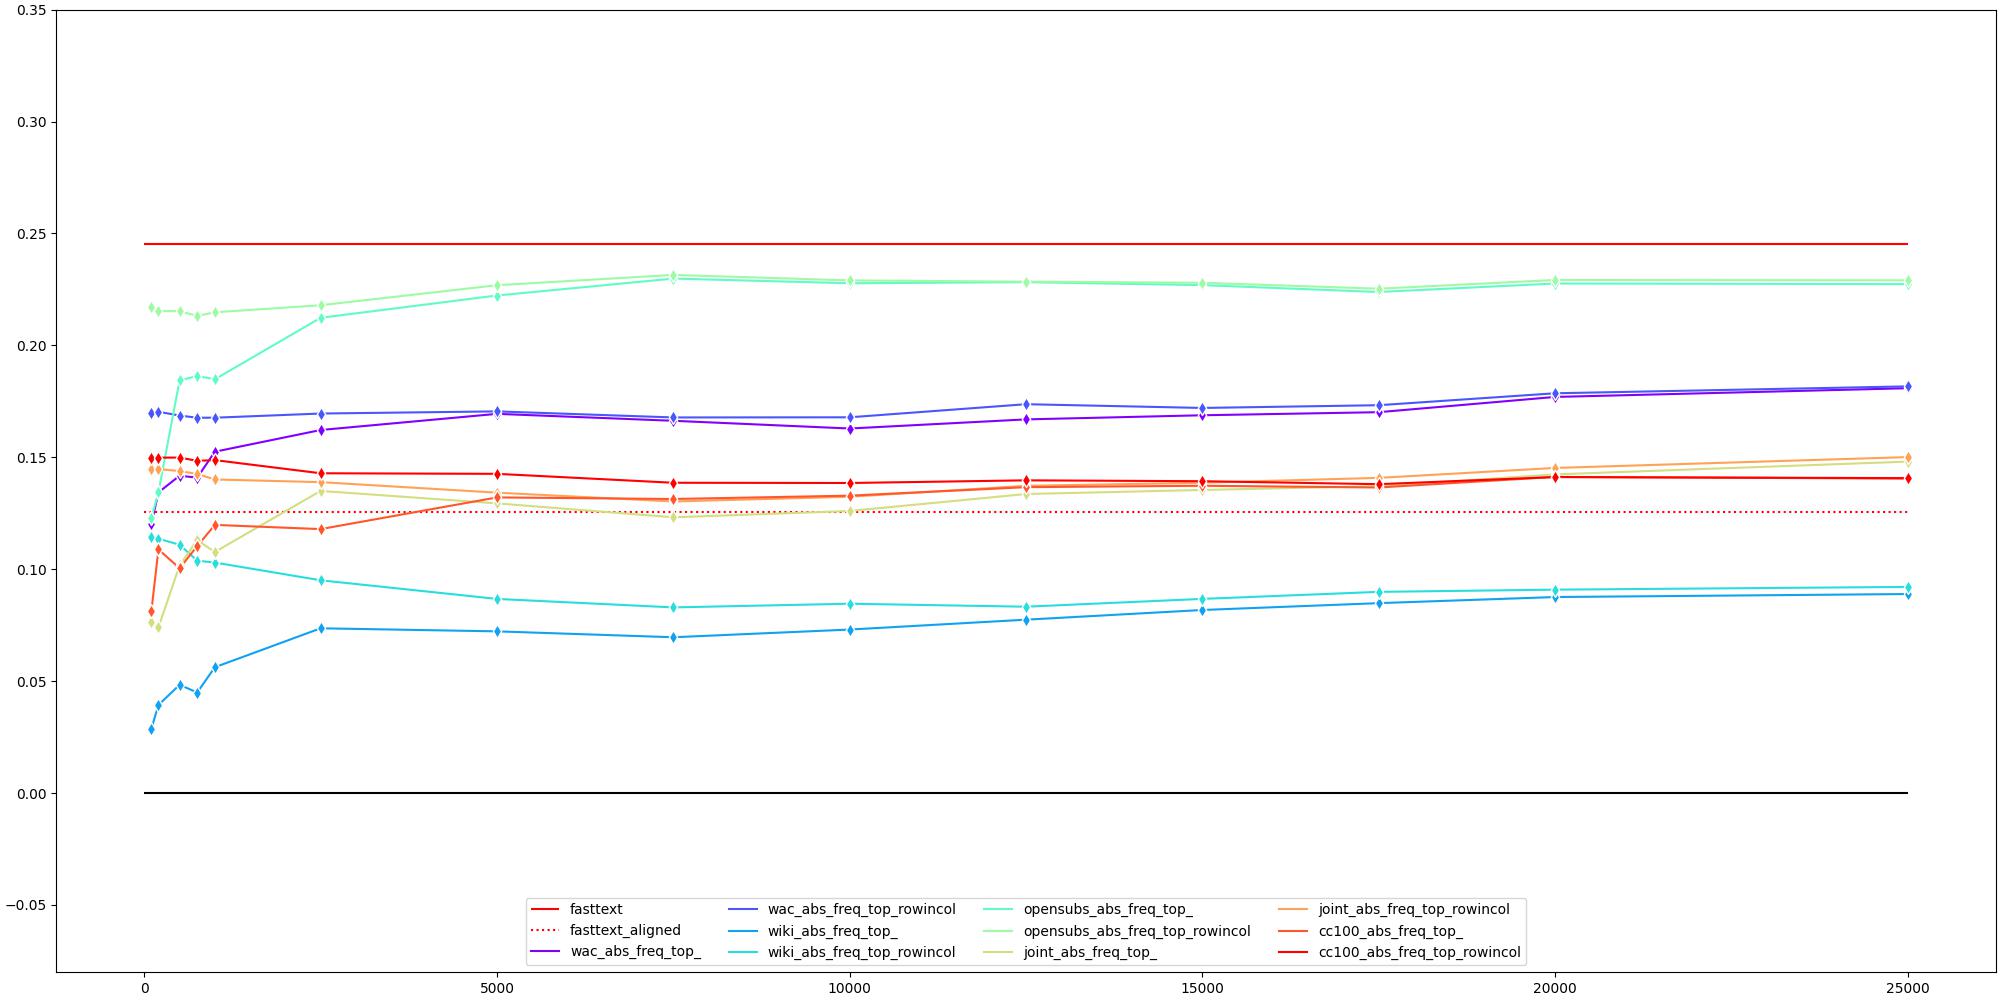 0.35
0.30
0.25
0.20
0.15
0.10
0.05
0.00
−0.05
fasttext
fasttext_aligned
wac_abs_freq_top_
wac_abs_freq_top_rowincol
wiki_abs_freq_top_
wiki_abs_freq_top_rowincol
opensubs_abs_freq_top_
opensubs_abs_freq_top_rowincol
joint_abs_freq_top_
joint_abs_freq_top_rowincol
cc100_abs_freq_top_
cc100_abs_freq_top_rowincol
0 5000 10000 15000 20000 25000